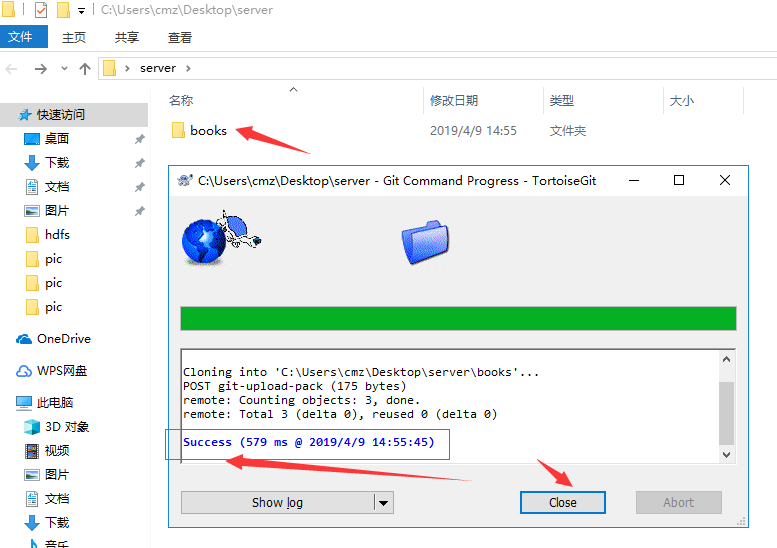 C:\Users\cmz\Desktop\server
文件 主页 共享 查看
server
名称 修改日期 类型 大小
books 2019/4/9 14:55 文件夹
快速访问
桌面
下载
文档
图片
hdfs
pic
pic
pic
OneDrive
WPS网盘
此电脑
3D 对象
视频
图片
文档
下载
音乐
C:\Users\cmz\Desktop\server - Git Command Progress - TortoiseGit
Cloning into 'C:\Users\cmz\Desktop\server\books'...
POST git-upload-pack (175 bytes)
remote: Counting objects: 3, done.
remote: Total 3 (delta 0), reused 0 (delta 0)
Success (579 ms @ 2019/4/9 14:55:45)
Show log Close Abort